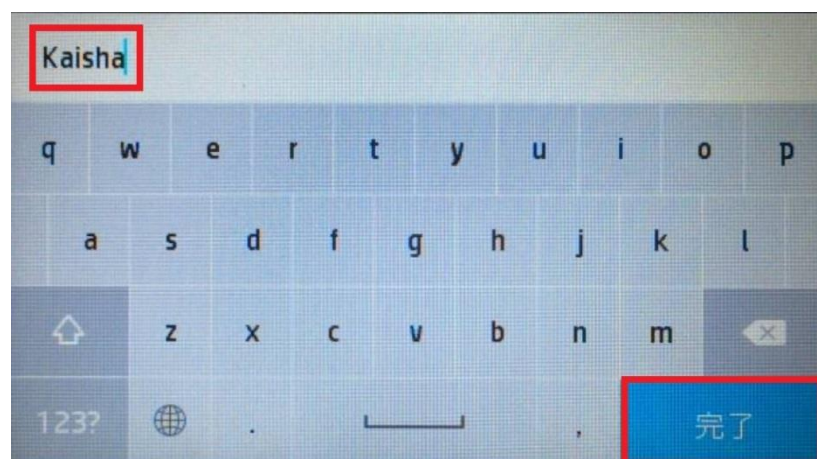 Kaisha
q w e r t y u i o p
a s d f g h j k l
z x c v b n m
123? . , 完了